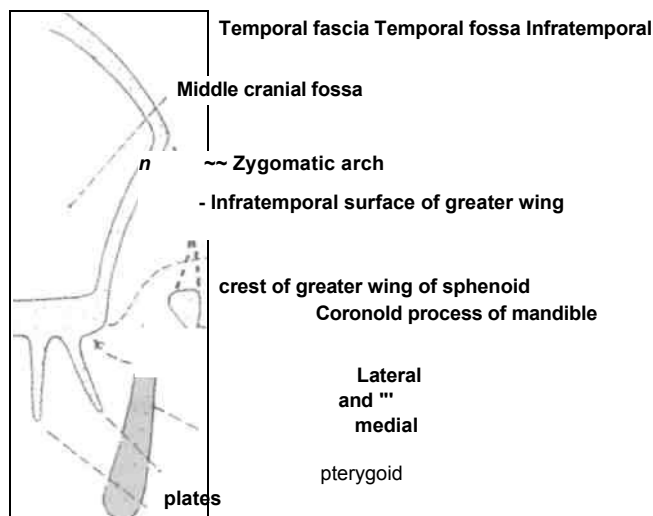 Temporal fascia Temporal fossa Infratemporal
Middle cranial fossa
n ~~ Zygomatic arch
- Infratemporal surface of greater wing
crest of greater wing of sphenoid
Coronold process of mandible
Lateral
and "'
medial
pterygoid
plates